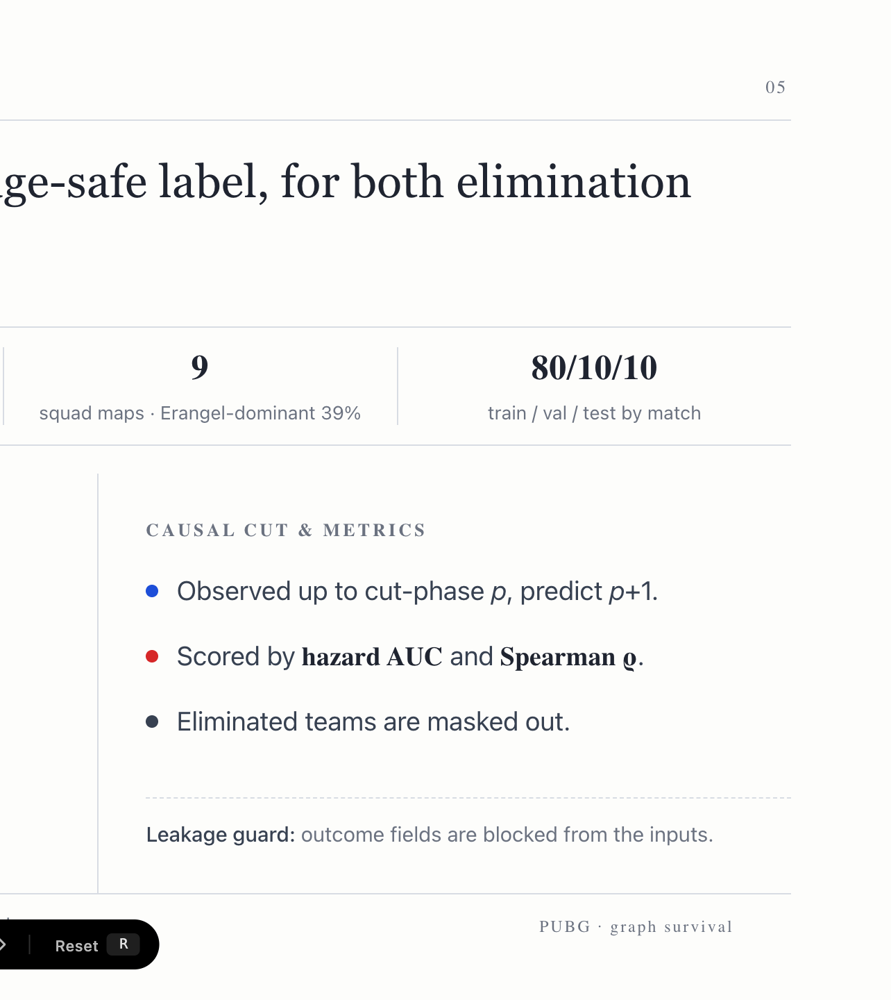 05
ge-safe label, for both elimination
9
80/10/10
squad maps · Erangel-dominant 39%
train / val / test by match
CAUSAL CUT & METRICS
Observed up to cut-phase p, predict p+1.
Scored by hazard AUC and Spearman ϱ.
Eliminated teams are masked out.
Leakage guard: outcome fields are blocked from the inputs.
PUBG · graph survival
Reset R